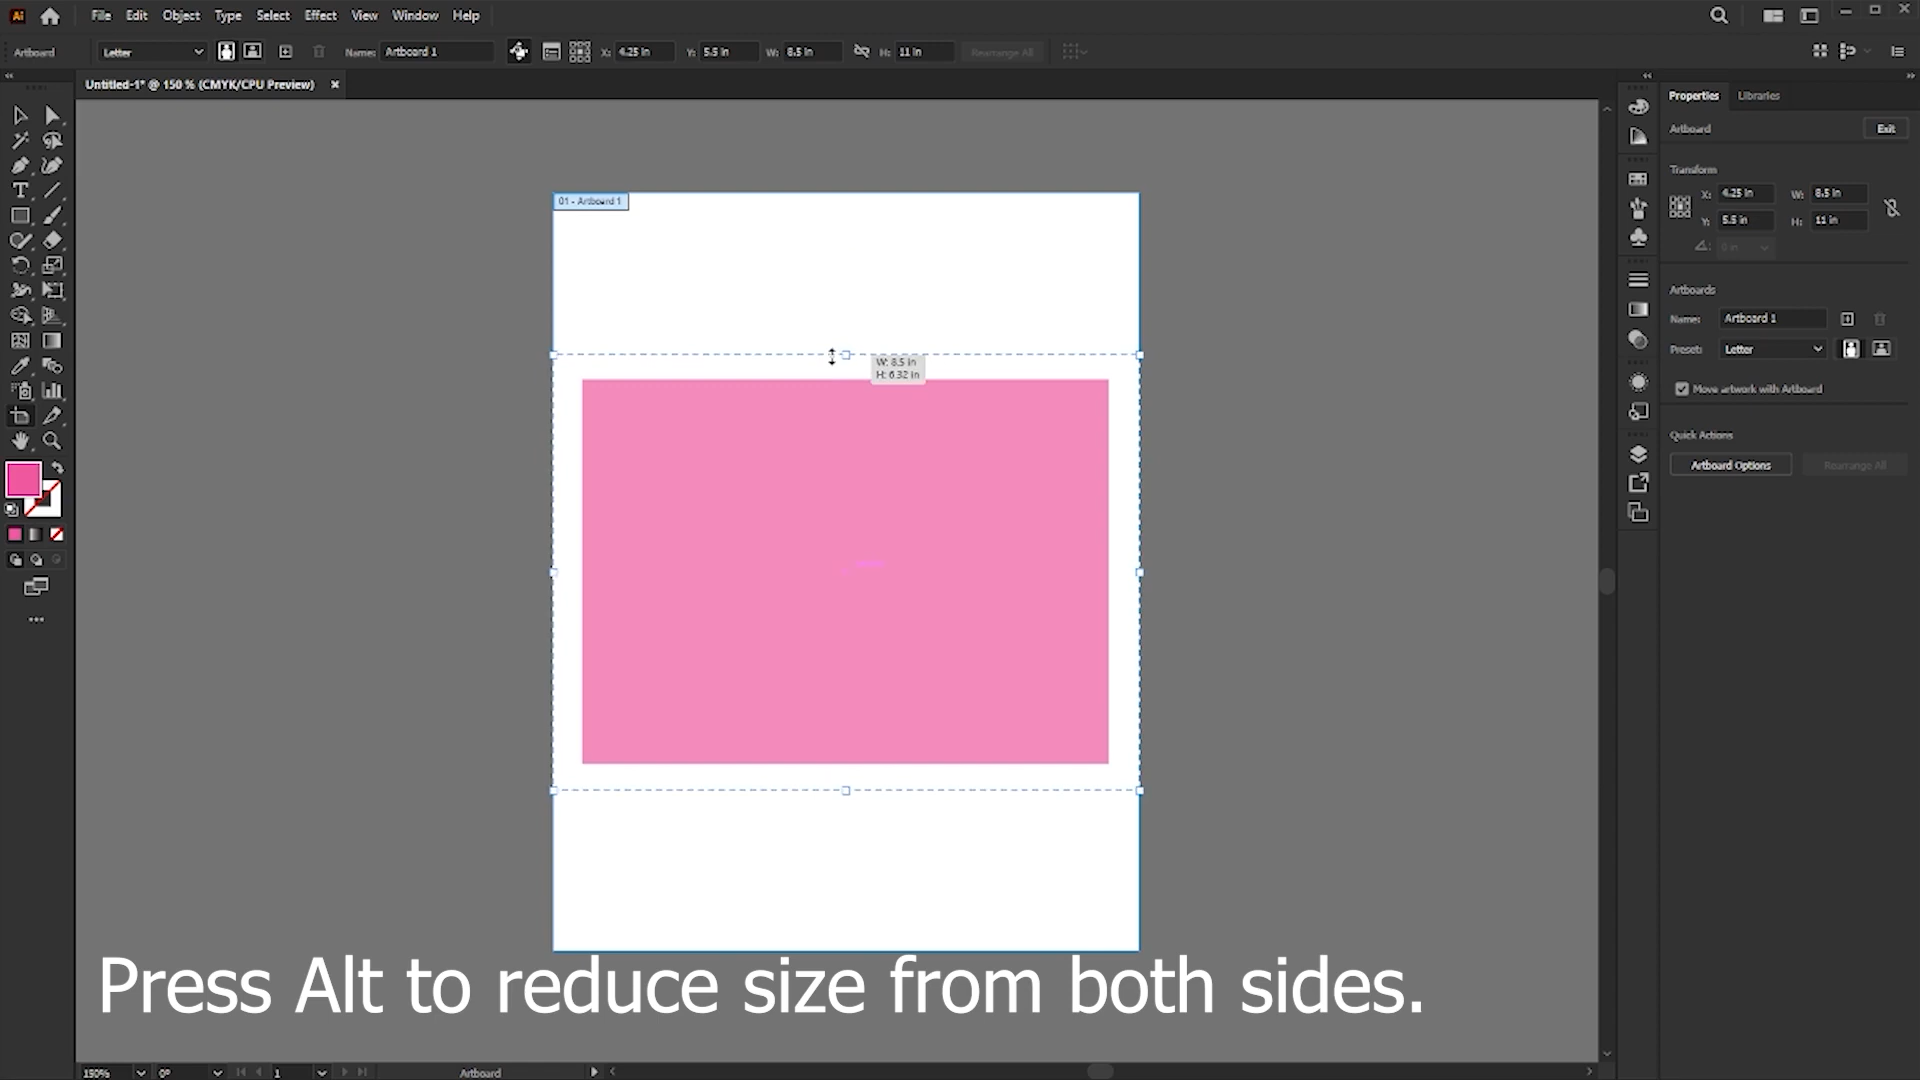 Ai File Edit Object Type Select Effect View Window Help
Artboard Letter Name: Artboard 1 X: 4.25 in Y: 5.5 in W: 8.5 in H: 11 in Rearrange All
Untitled-1* @ 150 % (CMYK/CPU Preview) ×
Properties Libraries
Artboard Exit
Transform
X: 4.25 in W: 8.5 in
Y: 5.5 in H: 11 in
0 in
Artboards
Name: Artboard 1
Preset: Letter
Move artwork with Artboard
Quick Actions
Artboard Options Rearrange All
01 - Artboard 1
W: 8.5 in
H: 6.32 in
Press Alt to reduce size from both sides.
150% 0° 1 Artboard